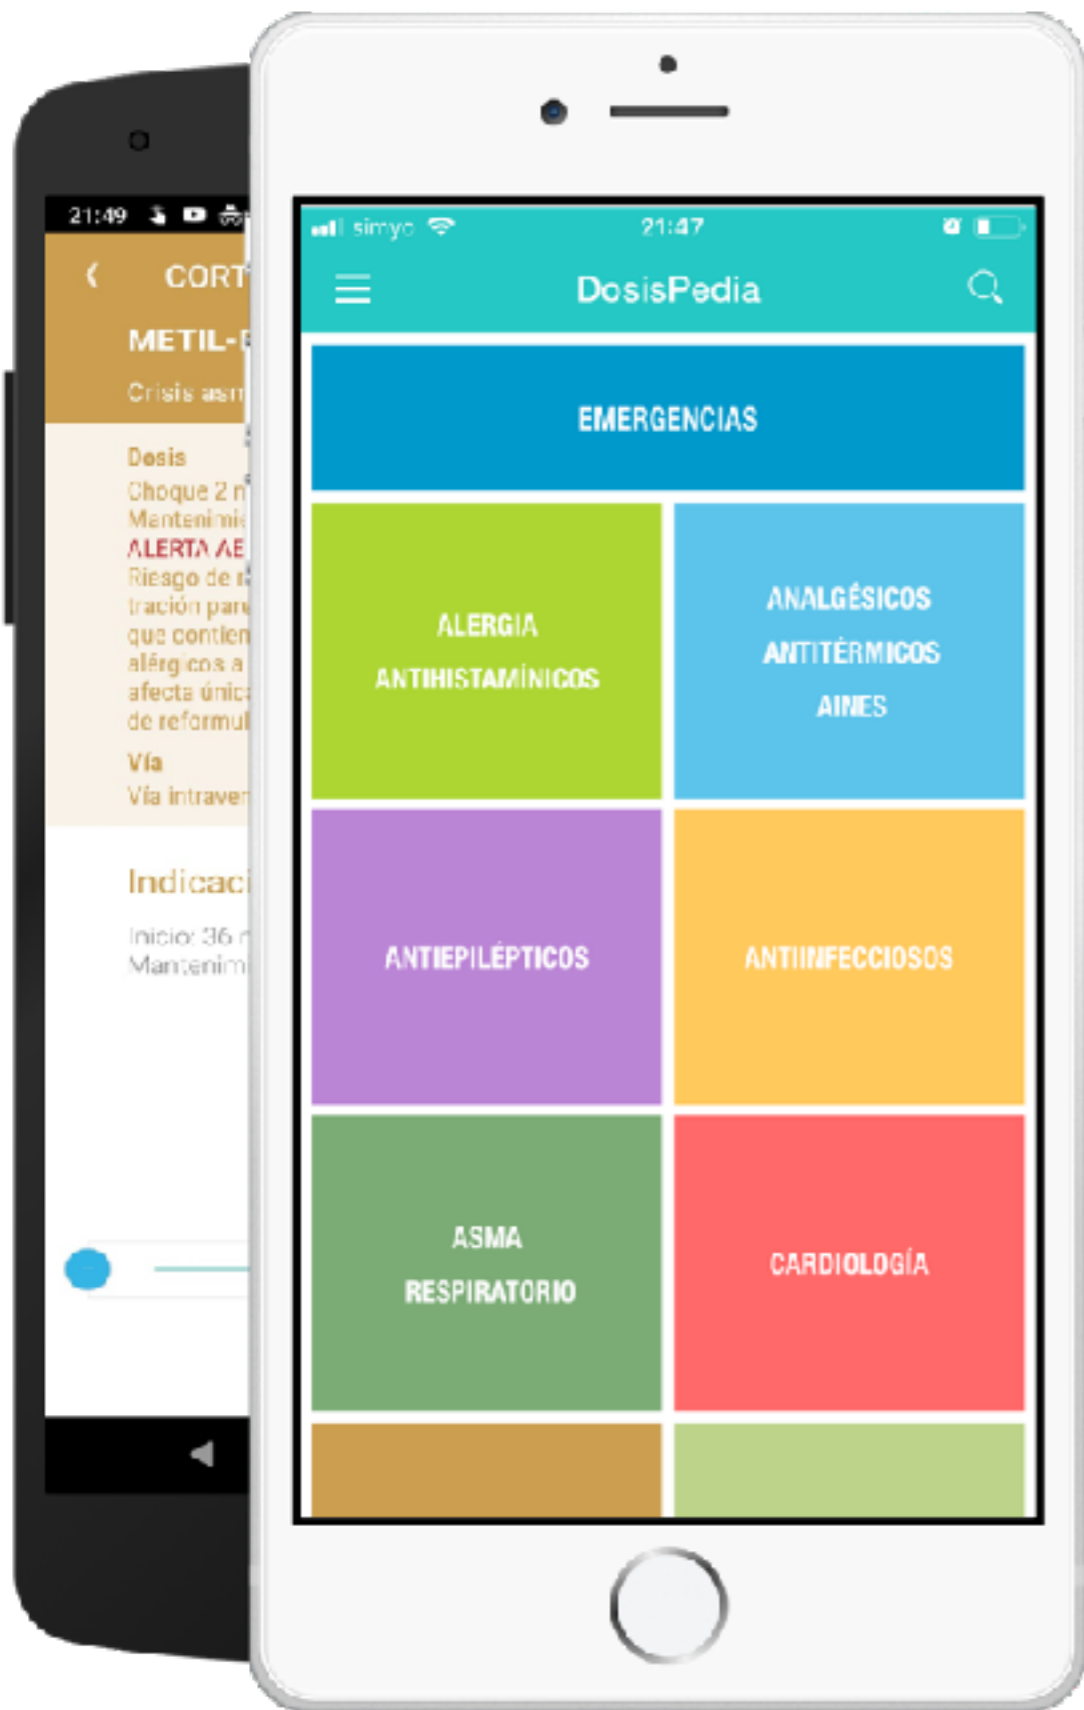 21:49
CORT
METIL-
Crisis asm
Dosis
Choque 2
Mantenimie
ALERTA AE
Riesgo de
tración par
que contien
alérgicos a
afecta únic
de reformul
Vía
Vía intraven
Indicaci
Inicio: 36
Mantenim
simyo 21:47
DosisPedia
EMERGENCIAS
ALERGIA
ANTIHISTAMÍNICOS
ANALGÉSICOS
ANTITÉRMICOS
AINES
ANTIEPILÉPTICOS
ANTIINFECCIOSOS
ASMA
RESPIRATORIO
CARDIOLOGÍA